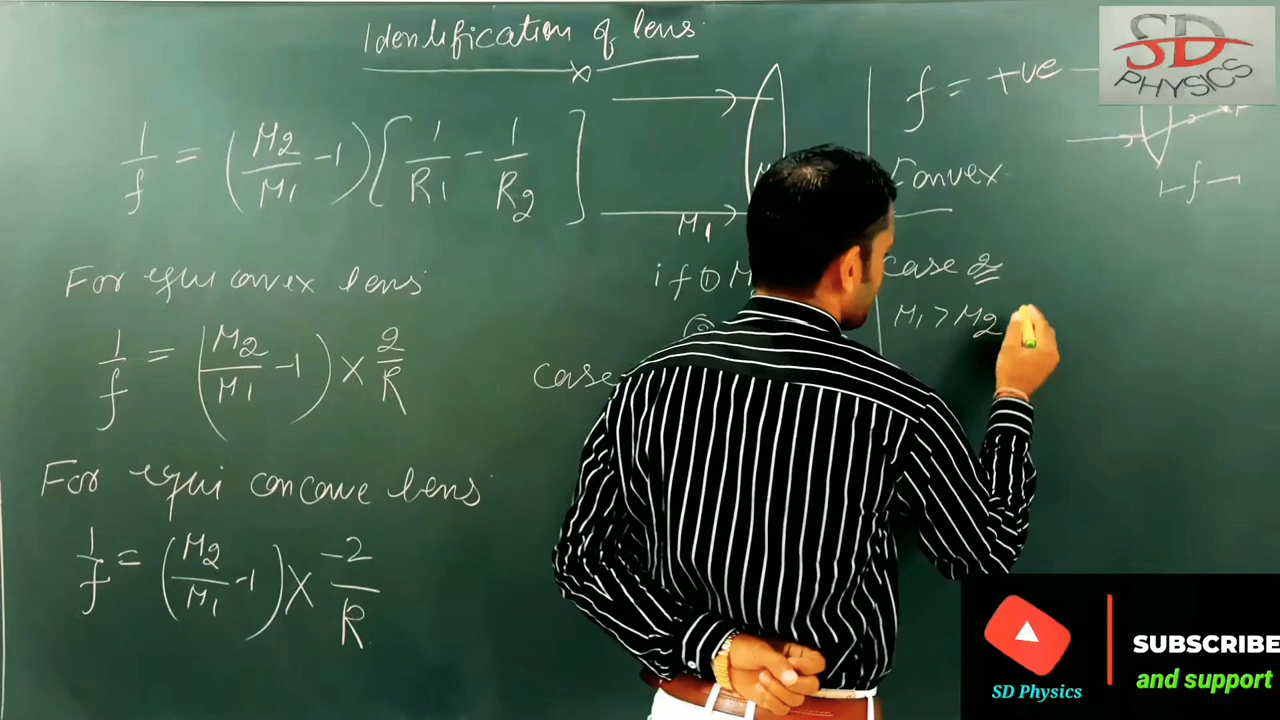 Identification of lens
1/f = (M2/M1 - 1) [1/R1 - 1/R2]
For equi convex lens
1/f = (M2/M1 - 1) × 2/R
For equi concave lens
1/f = (M2/M1 - 1) × -2/R
M1
if ① M
②
case
f = +ve
Convex
case 2
M1 > M2
f
SD
PHYSICS
SD Physics
SUBSCRIBE
and support